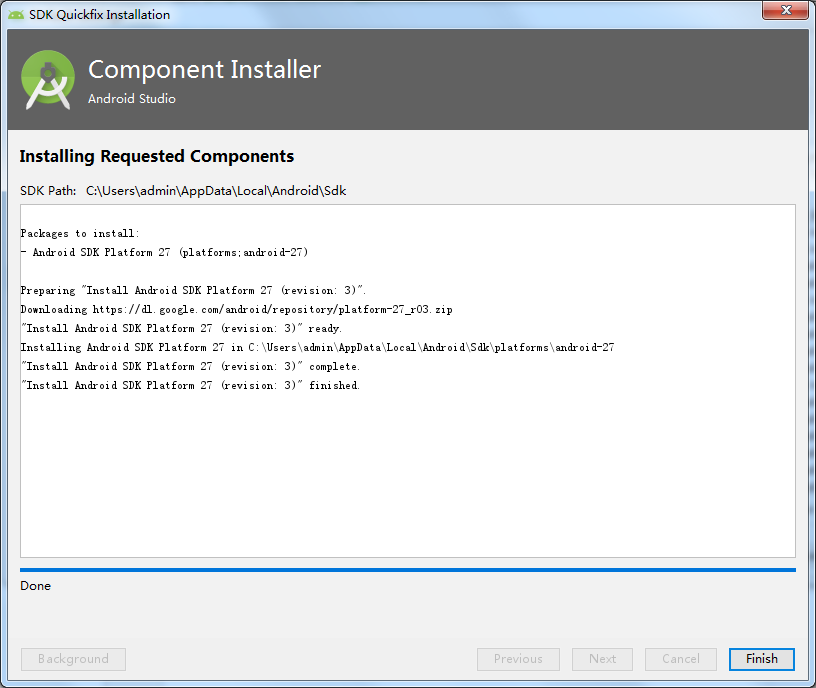 SDK Quickfix Installation
Component Installer
Android Studio
Installing Requested Components
SDK Path: C:\Users\admin\AppData\Local\Android\Sdk
Packages to install:
- Android SDK Platform 27 (platforms;android-27)
Preparing "Install Android SDK Platform 27 (revision: 3)".
Downloading https://dl.google.com/android/repository/platform-27_r03.zip
"Install Android SDK Platform 27 (revision: 3)" ready.
Installing Android SDK Platform 27 in C:\Users\admin\AppData\Local\Android\Sdk\platforms\android-27
"Install Android SDK Platform 27 (revision: 3)" complete.
"Install Android SDK Platform 27 (revision: 3)" finished.
Done
Background Previous Next Cancel Finish